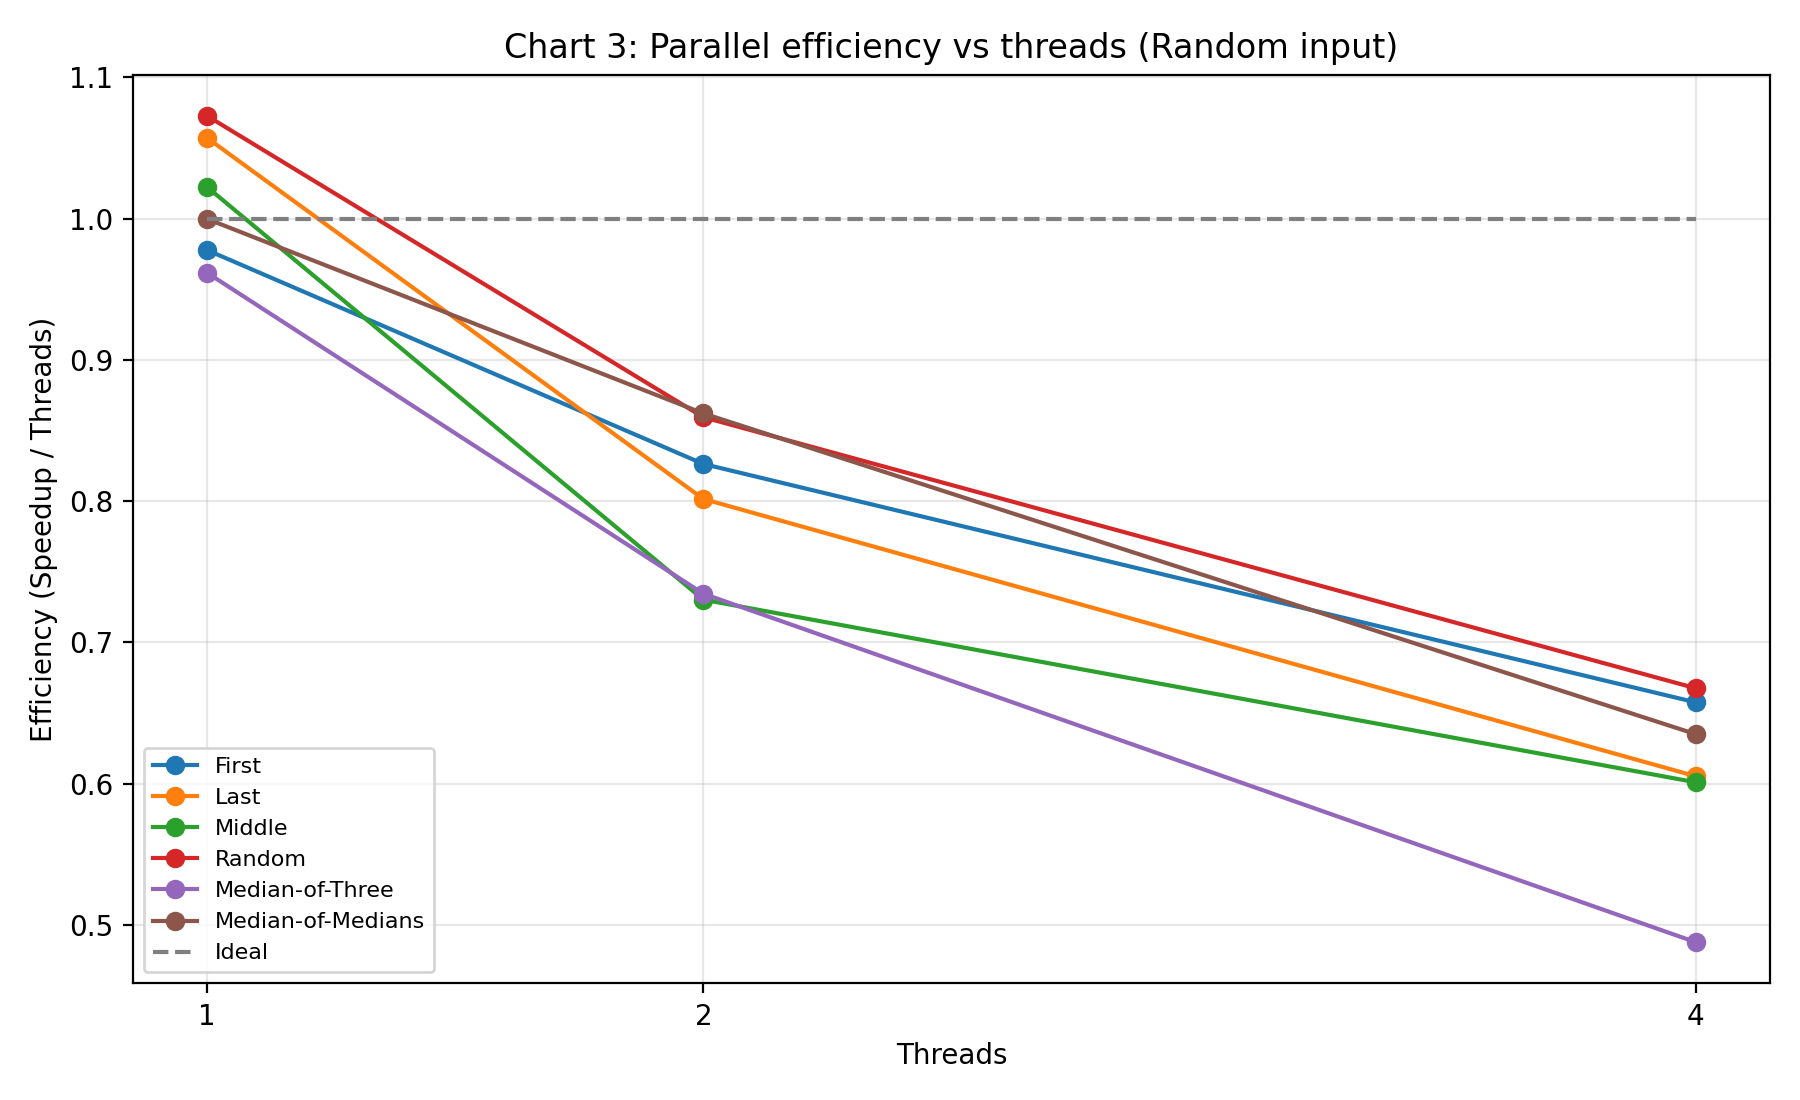 Chart 3: Parallel efficiency vs threads (Random input)
Efficiency (Speedup / Threads)
1.1
1.0
0.9
0.8
0.7
0.6
0.5
First
Last
Middle
Random
Median-of-Three
Median-of-Medians
Ideal
1 2 4
Threads